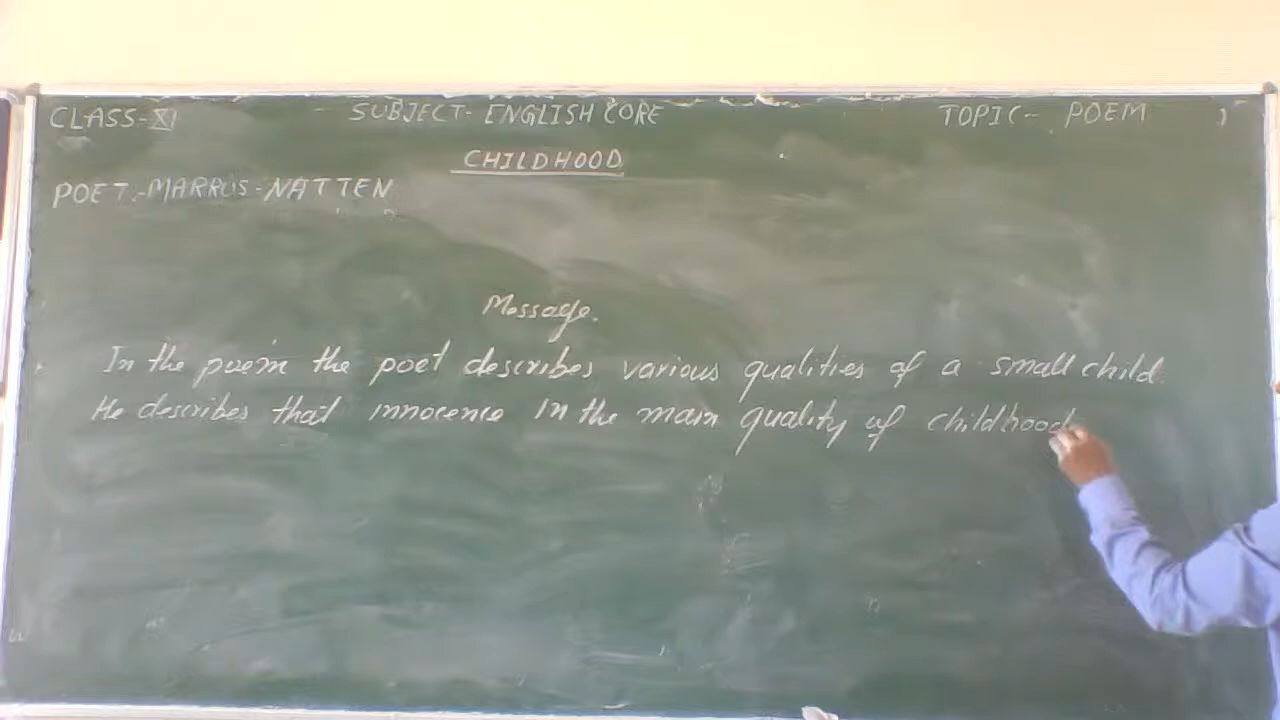 CLASS-XI SUBJECT- ENGLISH CORE TOPIC- POEM
CHILDHOOD
POET.-MARRUS-NATTEN
Message.
In the poem the poet describes various qualities of a small child.
He describes that innocence in the main quality of childhood